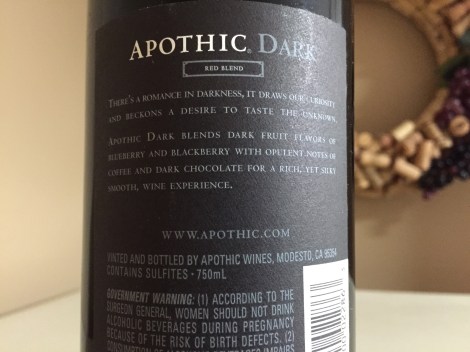 APOTHIC® DARK
RED BLEND
THERE'S A ROMANCE IN DARKNESS, IT DRAWS OUR CURIOSITY
AND BECKONS A DESIRE TO TASTE THE UNKNOWN.
APOTHIC DARK BLENDS DARK FRUIT FLAVORS OF
BLUEBERRY AND BLACKBERRY WITH OPULENT NOTES OF
COFFEE AND DARK CHOCOLATE FOR A RICH, YET SILKY
SMOOTH, WINE EXPERIENCE.
WWW.APOTHIC.COM
VINTED AND BOTTLED BY APOTHIC WINES, MODESTO, CA 95354
CONTAINS SULFITES • 750mL
GOVERNMENT WARNING: (1) ACCORDING TO THE
SURGEON GENERAL, WOMEN SHOULD NOT DRINK
ALCOHOLIC BEVERAGES DURING PREGNANCY
BECAUSE OF THE RISK OF BIRTH DEFECTS. (2)